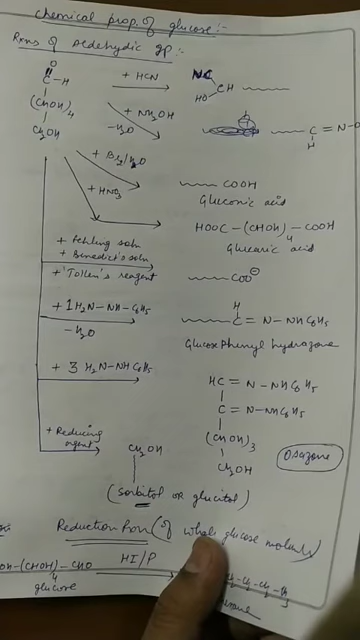 Chemical prop. of glucose :-
Rxns of aldehydic gp :-
O
C-H
(CHOH)4
CH2OH
+ HCN
NC
HO
CH
+ NH2OH
-H2O
C=N-O
H
+ Br2/H2O
COOH
Gluconic acid
+ HNO3
HOOC-(CHOH)4-COOH
Glucaric acid
+ Fehling soln
+ Benedict's soln
+ Tollen's reagent
COO⊖
+ 1 H2N-NH-C6H5
-H2O
H
C=N-NHC6H5
Glucose Phenyl hydrazone
+ 3 H2N-NHC6H5
HC=N-NHC6H5
C=N-NHC6H5
(CHOH)3
CH2OH
Osazone
+ Reducing agent
CH2OH
(sorbitol or glucitol)
Reduction Rxn (of whole glucose molecule)
OH-(CHOH)4-CHO
HI/P
glucose